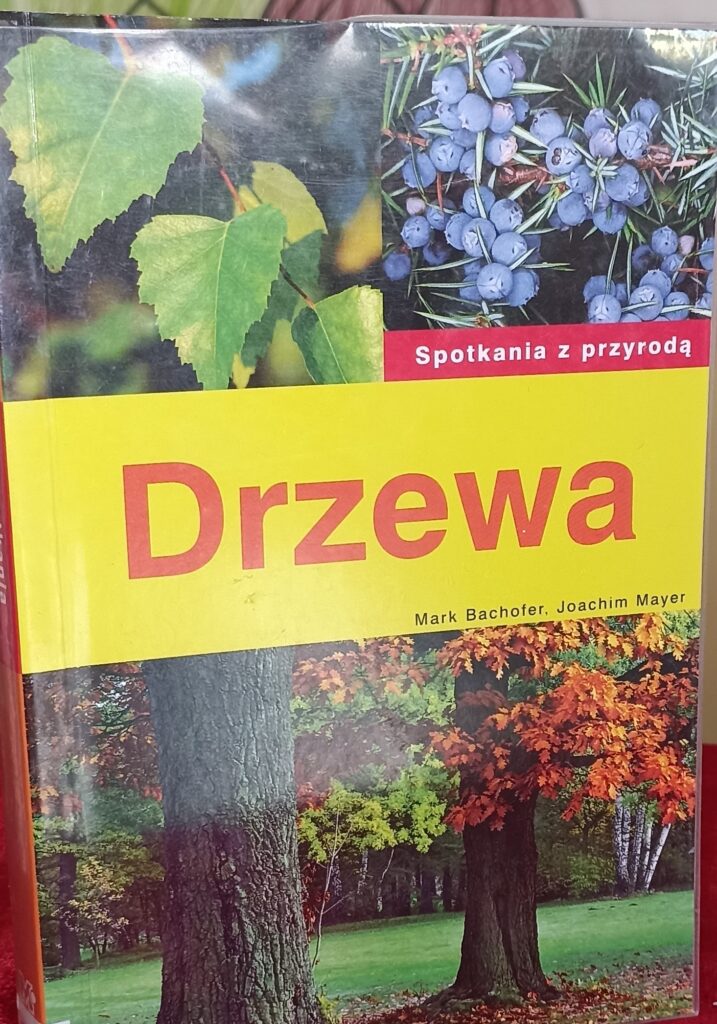 Spotkania z przyrodą
Drzewa
Mark Bachofer, Joachim Mayer